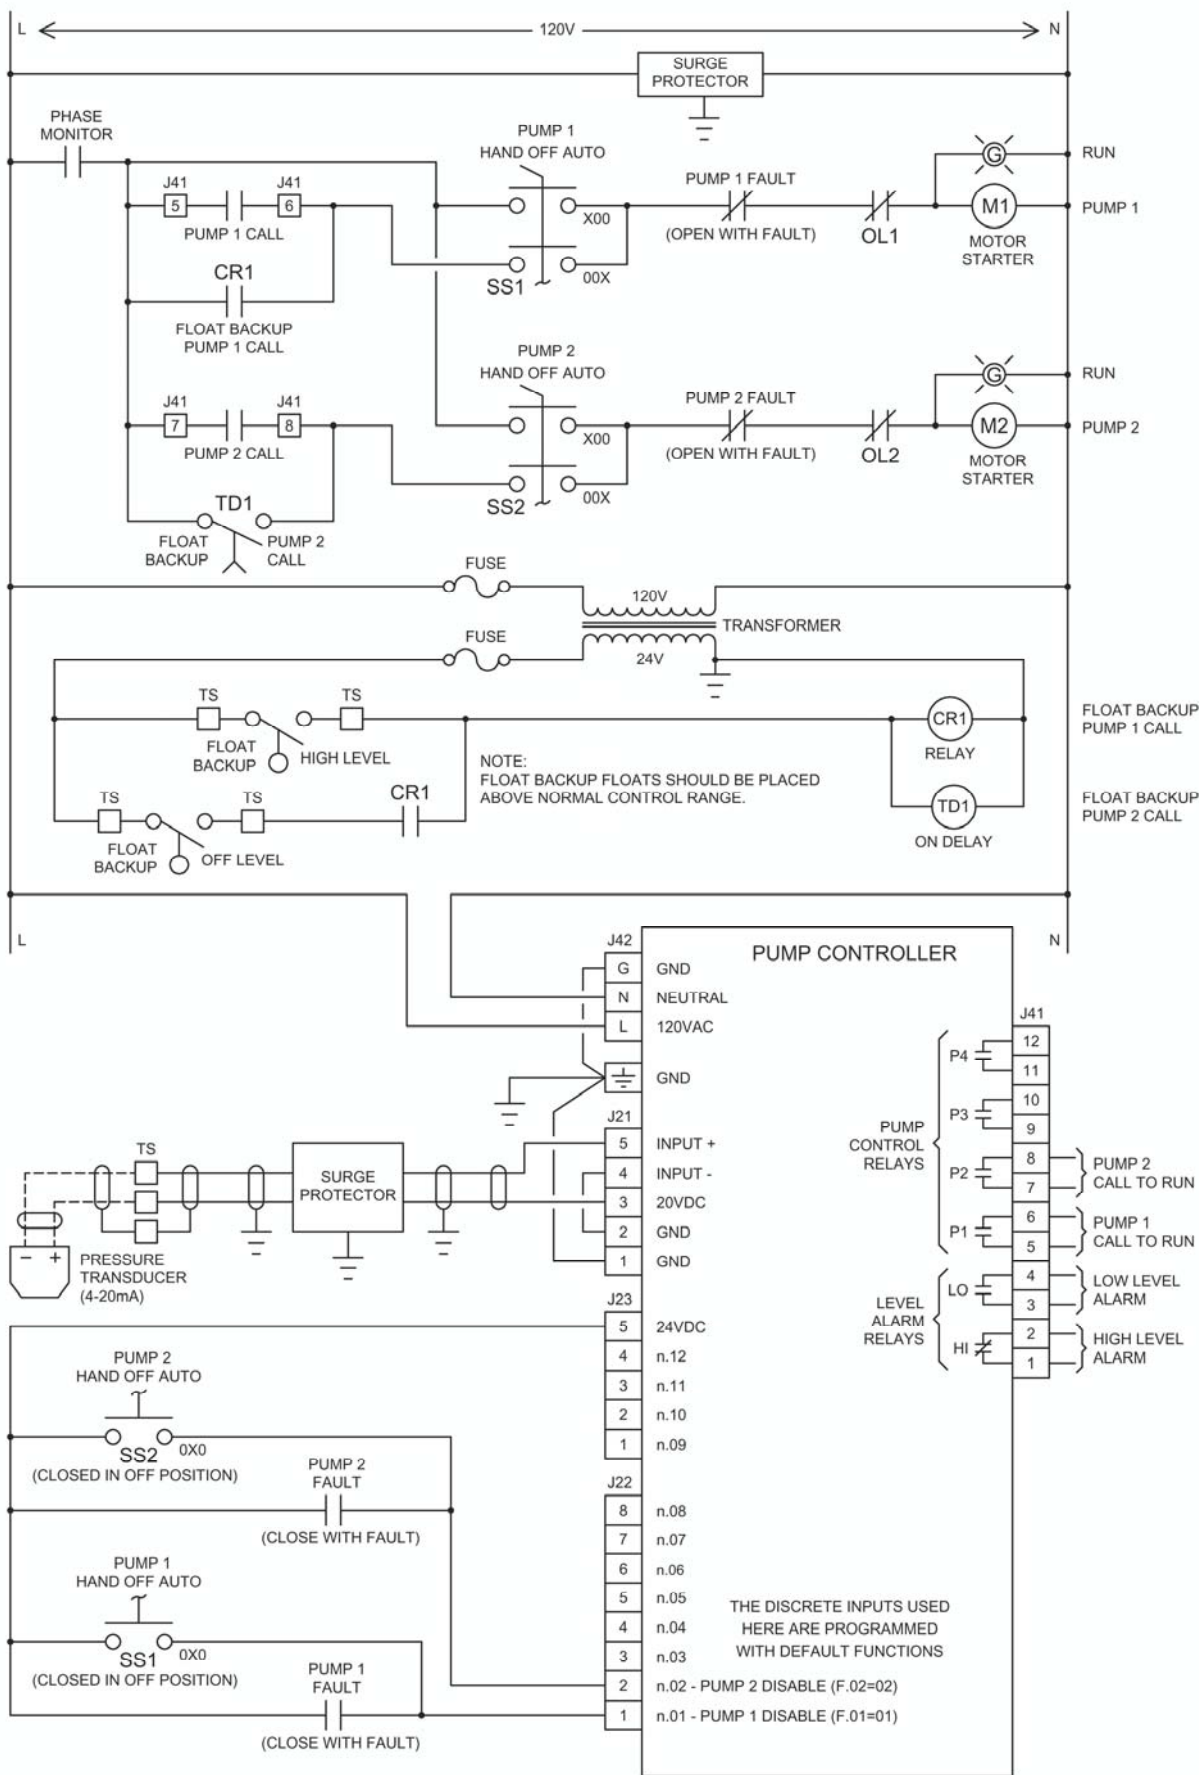 L
120V
N
SURGE
PROTECTOR
PHASE
MONITOR
PUMP 1
HAND OFF AUTO
G
RUN
J41
J41
5
6
PUMP 1 CALL
X00
PUMP 1 FAULT
(OPEN WITH FAULT)
OL1
M1
PUMP 1
MOTOR
STARTER
CR1
SS1
00X
FLOAT BACKUP
PUMP 1 CALL
PUMP 2
HAND OFF AUTO
G
RUN
J41
J41
7
8
PUMP 2 CALL
X00
PUMP 2 FAULT
(OPEN WITH FAULT)
OL2
M2
PUMP 2
MOTOR
STARTER
SS2
00X
TD1
FLOAT
BACKUP
PUMP 2
CALL
FUSE
120V
TRANSFORMER
FUSE
24V
TS
TS
FLOAT
BACKUP
HIGH LEVEL
CR1
RELAY
FLOAT BACKUP
PUMP 1 CALL
NOTE:
FLOAT BACKUP FLOATS SHOULD BE PLACED
ABOVE NORMAL CONTROL RANGE.
TS
TS
CR1
FLOAT
BACKUP
OFF LEVEL
TD1
ON DELAY
FLOAT BACKUP
PUMP 2 CALL
L
N
J42
PUMP CONTROLLER
G GND
N NEUTRAL
L 120VAC
GND
J21
5 INPUT +
4 INPUT -
3 20VDC
2 GND
1 GND
TS
SURGE
PROTECTOR
- +
PRESSURE
TRANSDUCER
(4-20mA)
J41
P4
12
11
P3
10
9
PUMP
CONTROL
RELAYS
P2
8
7
PUMP 2
CALL TO RUN
P1
6
5
PUMP 1
CALL TO RUN
LEVEL
ALARM
RELAYS
LO
4
3
LOW LEVEL
ALARM
HI
2
1
HIGH LEVEL
ALARM
J23
5 24VDC
4 n.12
3 n.11
2 n.10
1 n.09
PUMP 2
HAND OFF AUTO
SS2
0X0
(CLOSED IN OFF POSITION)
PUMP 2
FAULT
(CLOSE WITH FAULT)
J22
8 n.08
7 n.07
6 n.06
5 n.05
4 n.04
3 n.03
2 n.02 - PUMP 2 DISABLE (F.02=02)
1 n.01 - PUMP 1 DISABLE (F.01=01)
THE DISCRETE INPUTS USED
HERE ARE PROGRAMMED
WITH DEFAULT FUNCTIONS
PUMP 1
HAND OFF AUTO
SS1
0X0
(CLOSED IN OFF POSITION)
PUMP 1
FAULT
(CLOSE WITH FAULT)